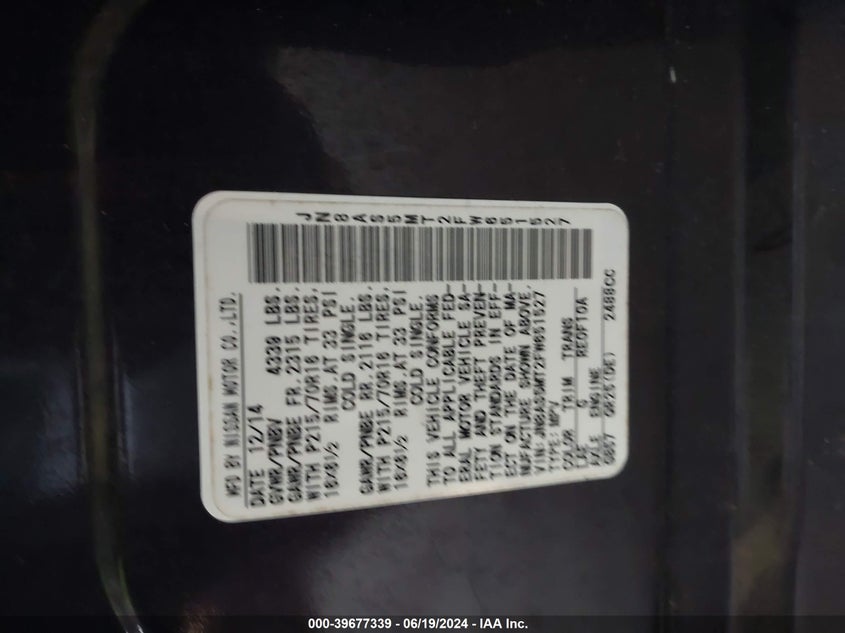 MFD BY NISSAN MOTOR CO.,LTD.
DATE 12/14
GVWR/PNBV 4339 LBS.
GAWR/PNBE FR. 2315 LBS.
WITH P215/70R16 TIRES,
16X6 1/2 RIMS, AT 33 PSI
COLD SINGLE.
GAWR/PNBE RR. 2116 LBS.
WITH P215/70R16 TIRES,
16X6 1/2 RIMS, AT 33 PSI
COLD SINGLE.
THIS VEHICLE CONFORMS
TO ALL APPLICABLE FED-
ERAL MOTOR VEHICLE SA-
FETY AND THEFT PREVEN-
TION STANDARDS IN EFF-
ECT ON THE DATE OF MA-
NUFACTURE SHOWN ABOVE.
VIN:JN8AS5MT2FW651527
TYPE:MPV
COLOR TRIM TRANS
LAE G RE0F10A
AXLE ENGINE
QR25(DE) 2488CC
JN8AS5MT2FW651527
000-39677339 - 06/19/2024 - IAA Inc.